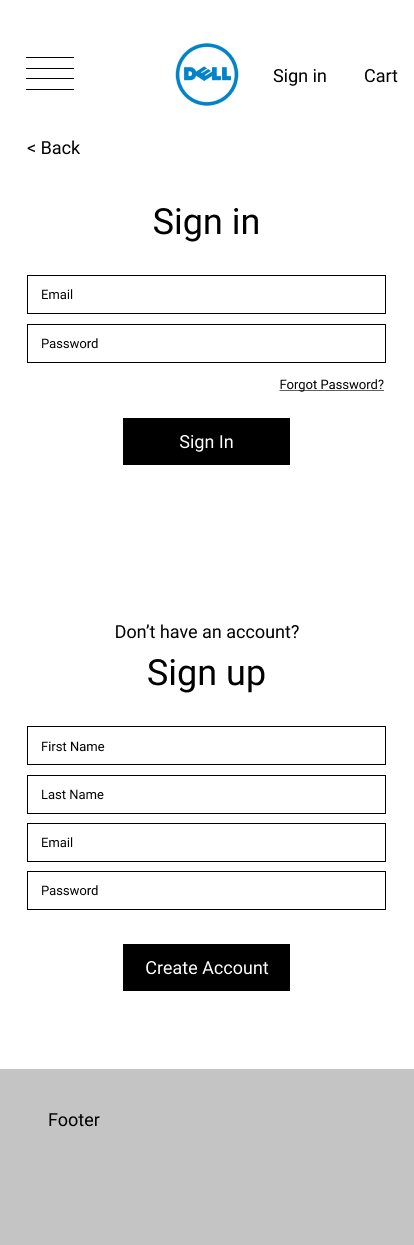 DELL
Sign in
Cart
< Back
Sign in
Email
Password
Forgot Password?
Sign In
Don’t have an account?
Sign up
First Name
Last Name
Email
Password
Create Account
Footer